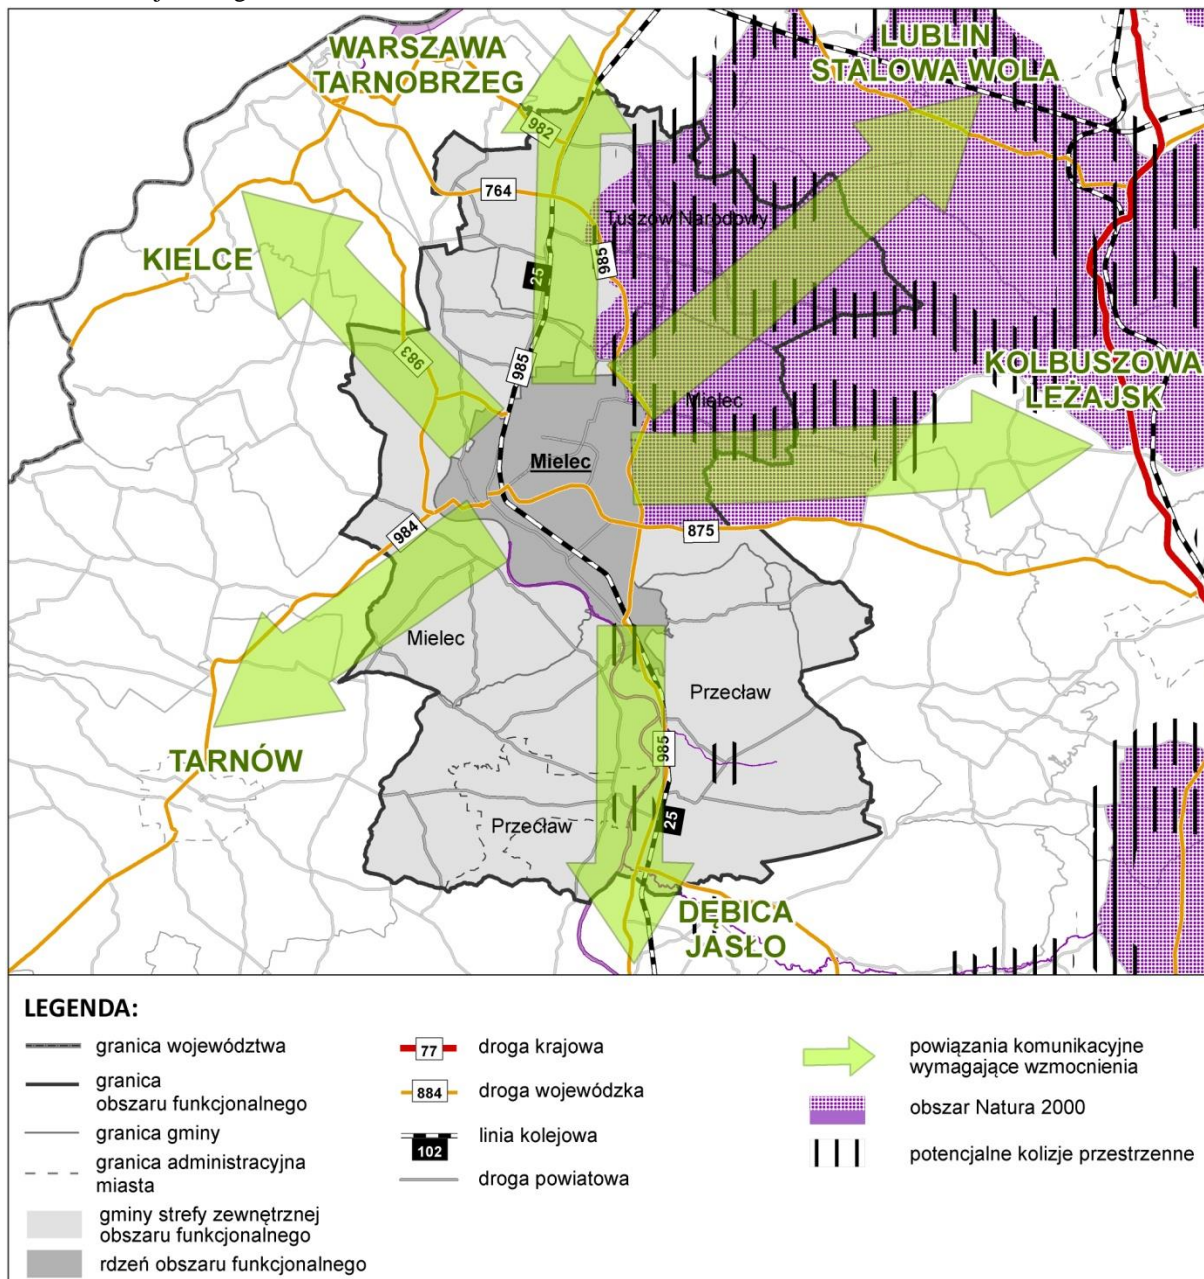 WARSZAWA
TARNOBRZEG
LUBLIN
STALOWA WOLA
982
764
Tuszów Narodowy
985
25
KIELCE
983
985
KOLBUSZOWA
LEŻAJSK
Mielec
Mielec
984
875
Mielec
Przecław
TARNÓW
985
Przecław
25
DĘBICA
JASŁO
LEGENDA:
granica województwa
granica
obszaru funkcjonalnego
granica gminy
granica administracyjna
miasta
gminy strefy zewnętrznej
obszaru funkcjonalnego
rdzeń obszaru funkcjonalnego
77 droga krajowa
884 droga wojewódzka
linia kolejowa
102
droga powiatowa
powiązania komunikacyjne
wymagające wzmocnienia
obszar Natura 2000
potencjalne kolizje przestrzenne